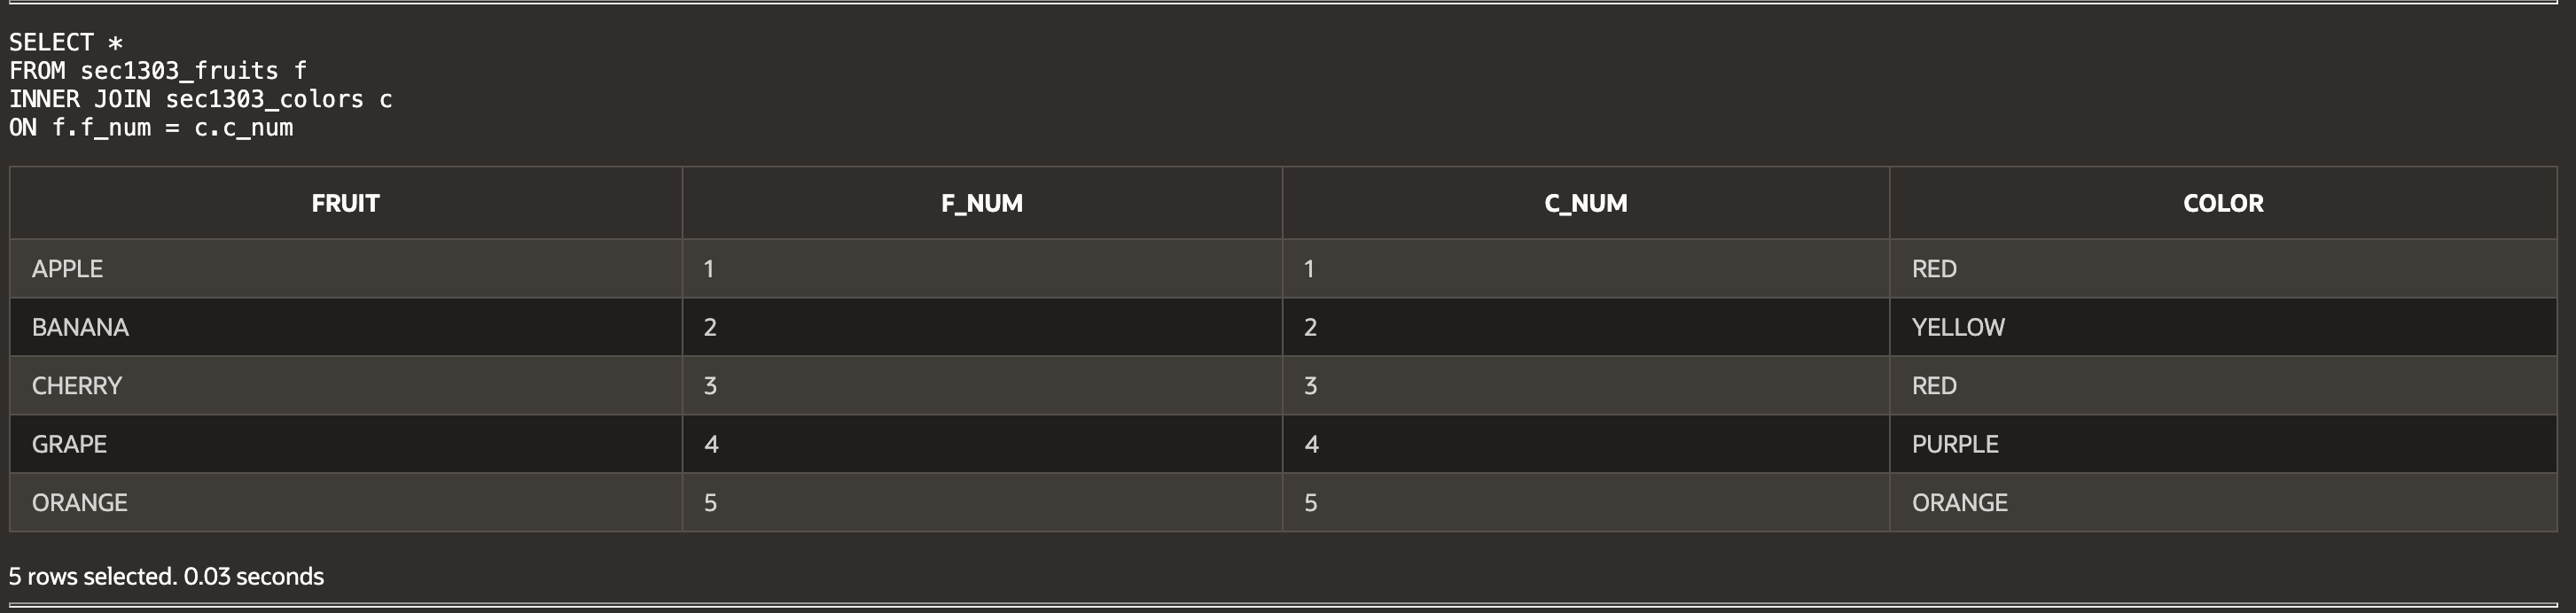 SELECT *
FROM sec1303_fruits f
INNER JOIN sec1303_colors c
ON f.f_num = c.c_num
FRUIT F_NUM C_NUM COLOR
APPLE 1 1 RED
BANANA 2 2 YELLOW
CHERRY 3 3 RED
GRAPE 4 4 PURPLE
ORANGE 5 5 ORANGE
5 rows selected. 0.03 seconds